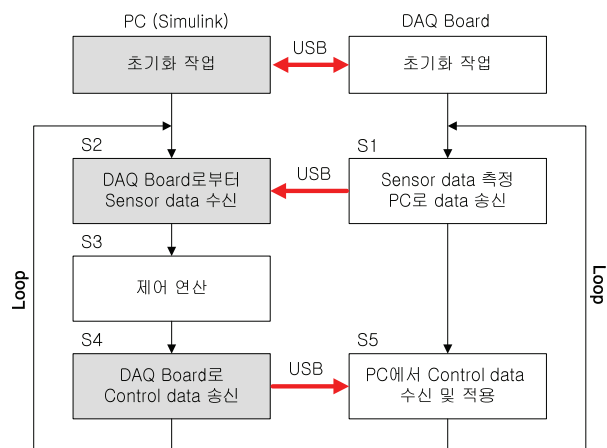 PC (Simulink)
DAQ Board
초기화 작업
USB
초기화 작업
S2
S1
DAQ Board로부터
Sensor data 수신
USB
Sensor data 측정
PC로 data 송신
S3
제어 연산
Loop
Loop
S4
S5
DAQ Board로
Control data 송신
USB
PC에서 Control data
수신 및 적용